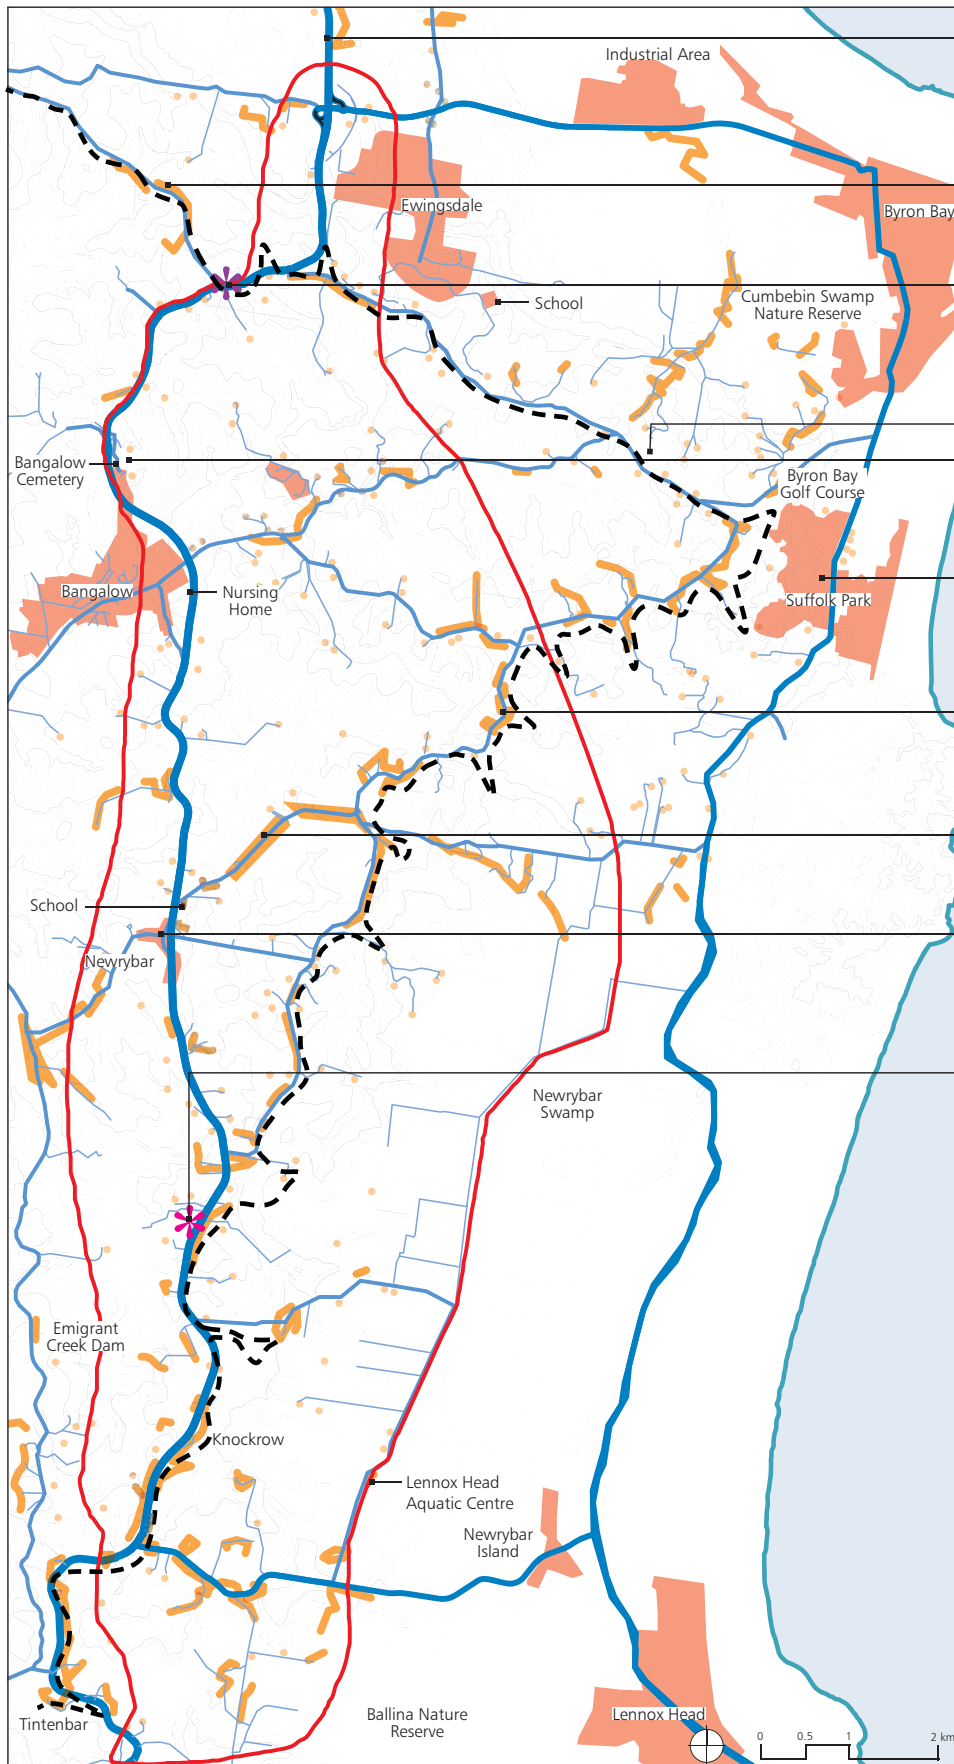 Industrial Area
Ewingsdale
Byron Bay
School
Cumbebin Swamp
Nature Reserve
Bangalow
Cemetery
Byron Bay
Golf Course
Bangalow
Nursing
Home
Suffolk Park
School
Newrybar
Newrybar
Swamp
Emigrant
Creek Dam
Knockrow
Lennox Head
Aquatic Centre
Newrybar
Island
Tintenbar
Ballina Nature
Reserve
Lennox Head
0 0.5 1 2 km